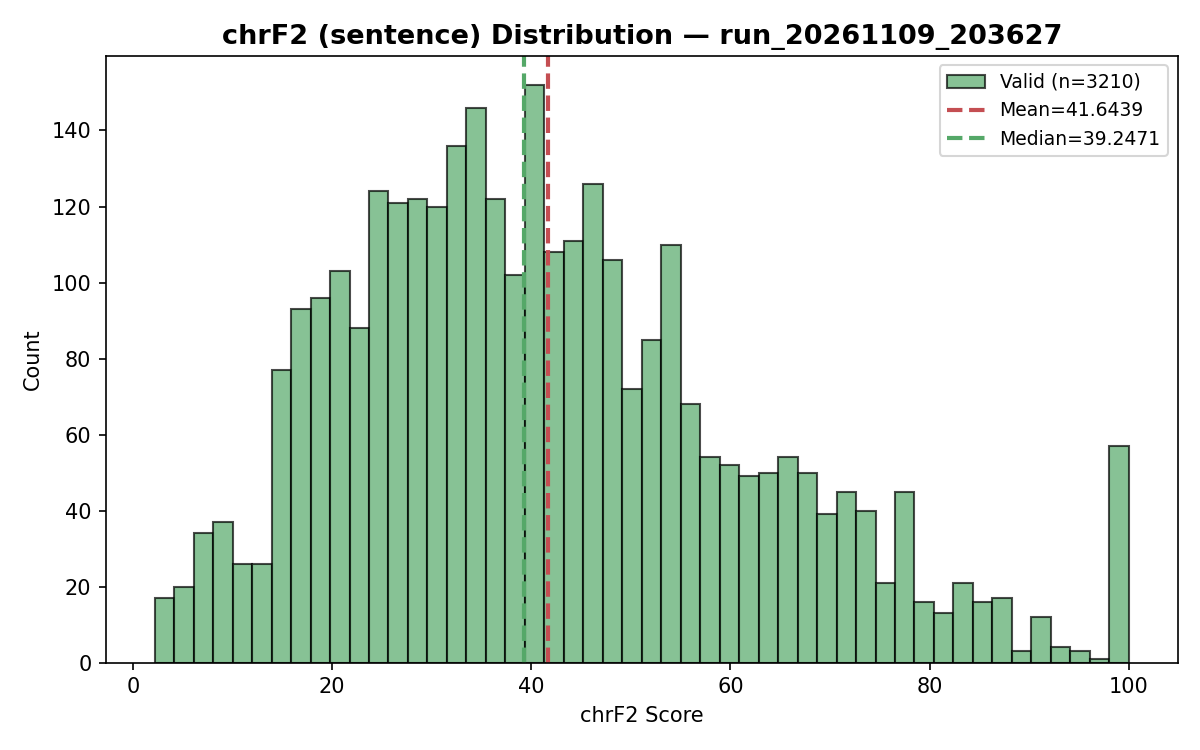 chrF2 (sentence) Distribution — run_20261109_203627
Valid (n=3210)
Mean=41.6439
Median=39.2471
Count
140
120
100
80
60
40
20
0
0 20 40 60 80 100
chrF2 Score